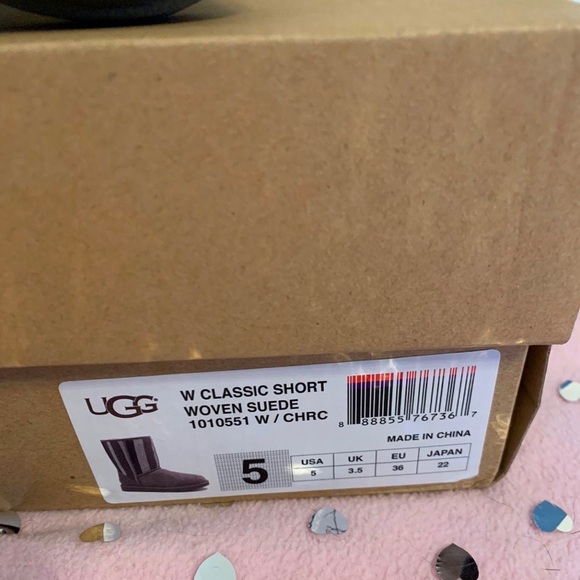 UGG
W CLASSIC SHORT
WOVEN SUEDE
1010551 W / CHRC
8 88855 76736 7
MADE IN CHINA
5
USA UK EU JAPAN
5 3.5 36 22